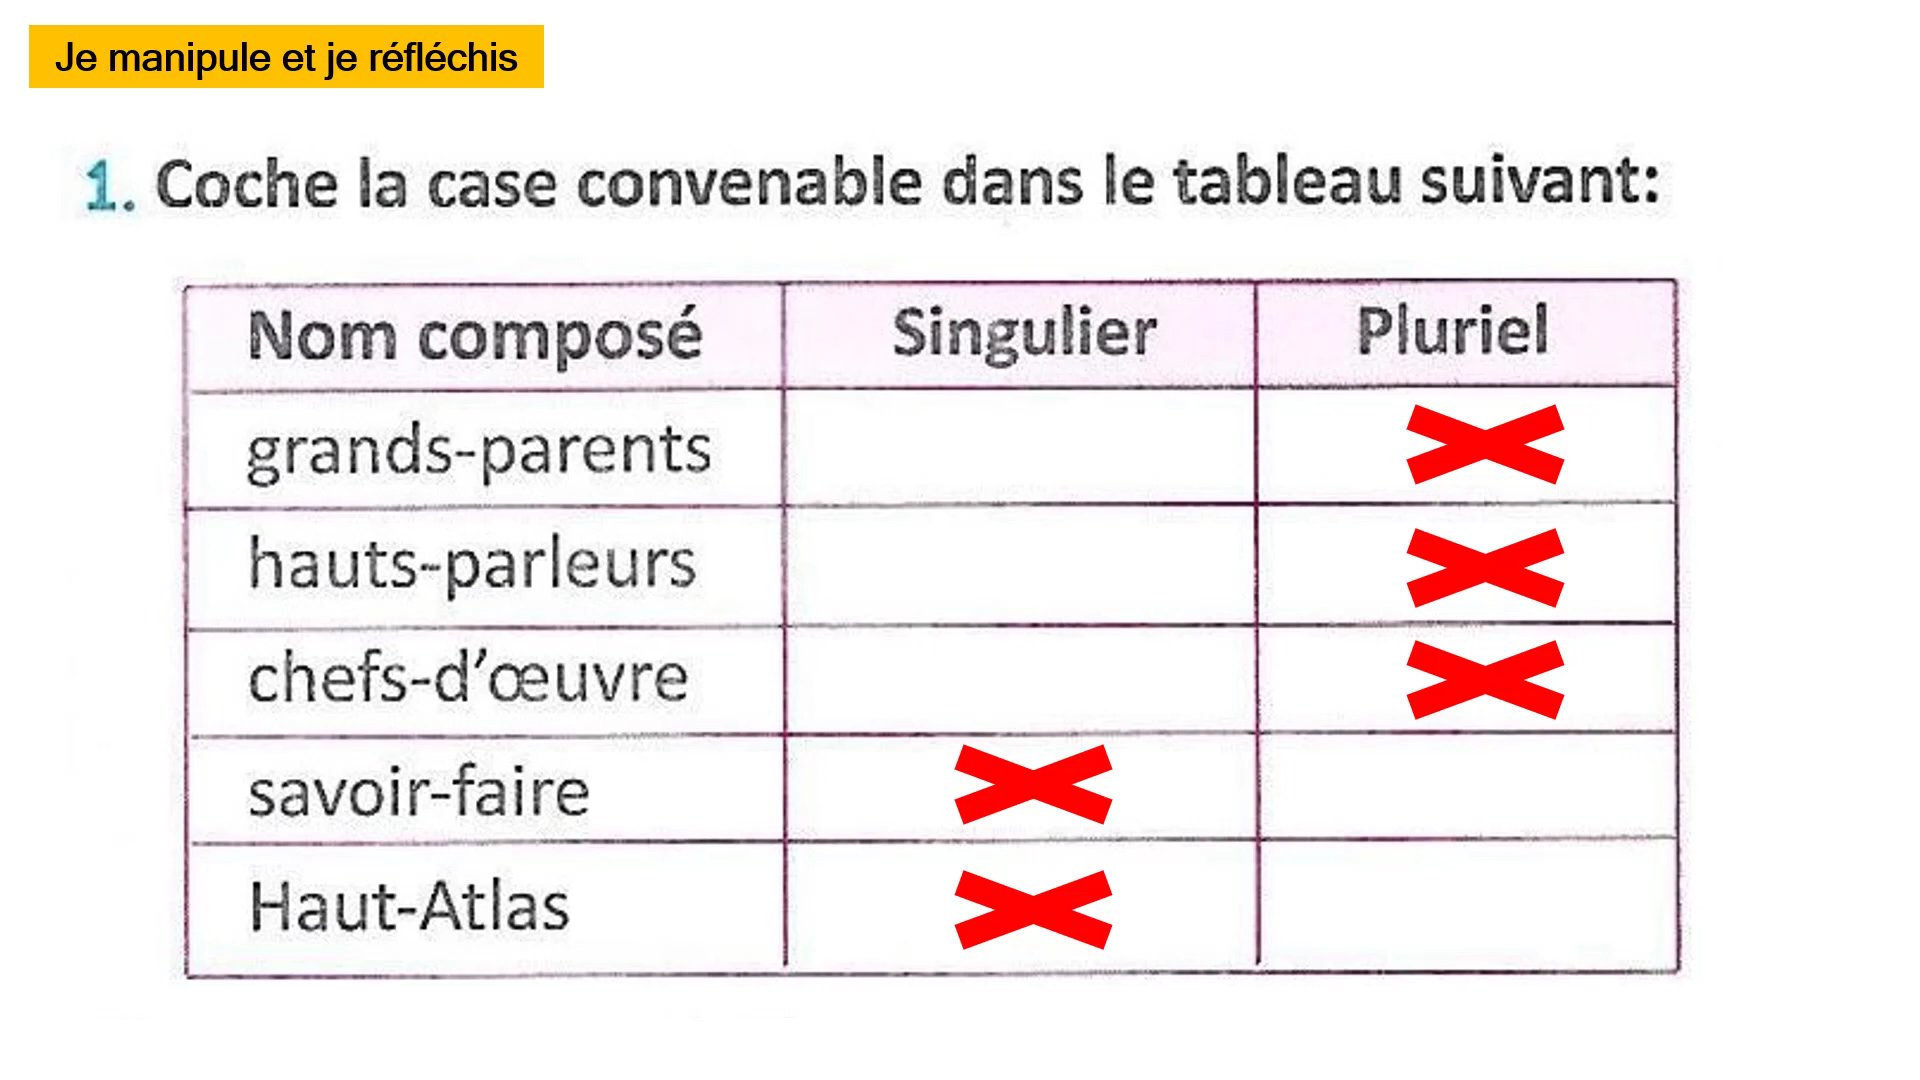 Je manipule et je réfléchis
1. Coche la case convenable dans le tableau suivant:
Nom composé Singulier Pluriel
grands-parents
hauts-parleurs
chefs-d’œuvre
savoir-faire
Haut-Atlas